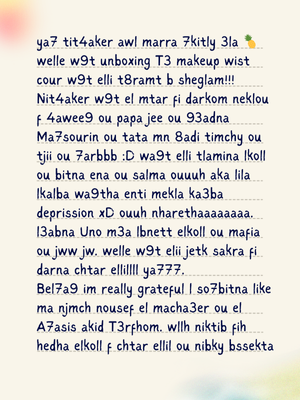 ya7 tit4aker awl marra 7kitly 3la 🍍
welle w9t unboxing T3 makeup wist
cour w9t elli t8ramt b sheglam!!!
Nit4aker w9t el mtar fi darkom neklou
f 4awee9 ou papa jee ou 93adna
Ma7sourin ou tata mn 8adi timchy ou
tjii ou 7arbbb :D wa9t elli tlamina lkoll
ou bitna ena ou salma ouuuh aka lila
lkalba wa9tha enti mekla ka3ba
deprission xD ouuh nharethaaaaaaaa.
l3abna Uno m3a lbnett elkoll ou mafia
ou jww jw. welle w9t elii jetk sakra fi
darna chtar ellillll ya777.
Bel7a9 im really grateful l so7bitna like
ma njmch nousef el macha3er ou el
A7asis akid T3rfhom. wllh niktib fih
hedha elkoll f chtar ellil ou nibky bssekta